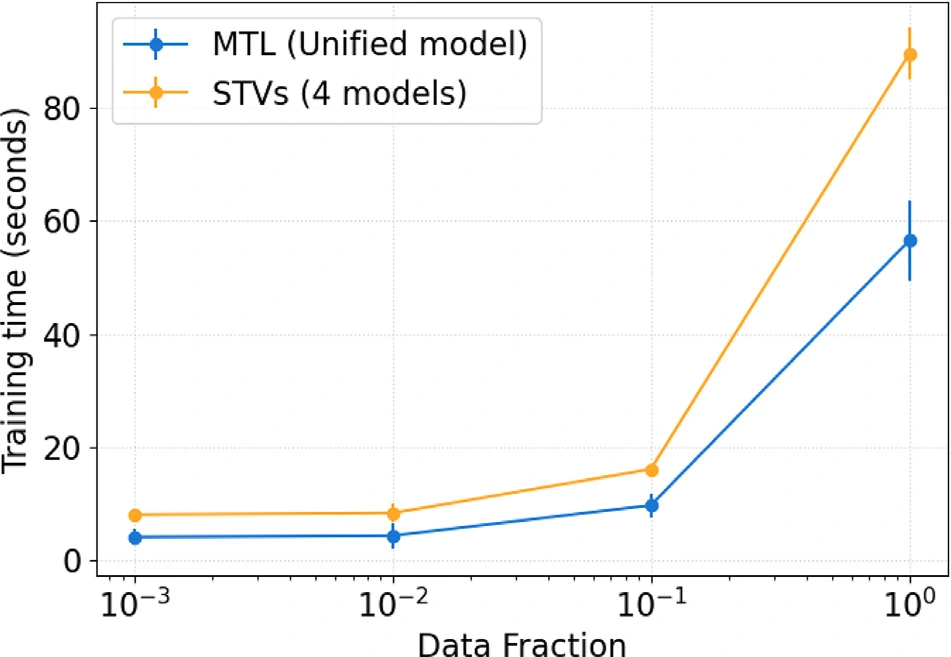 MTL (Unified model)
STVs (4 models)
Training time (seconds)
80
60
40
20
0
10⁻³ 10⁻² 10⁻¹ 10⁰
Data Fraction